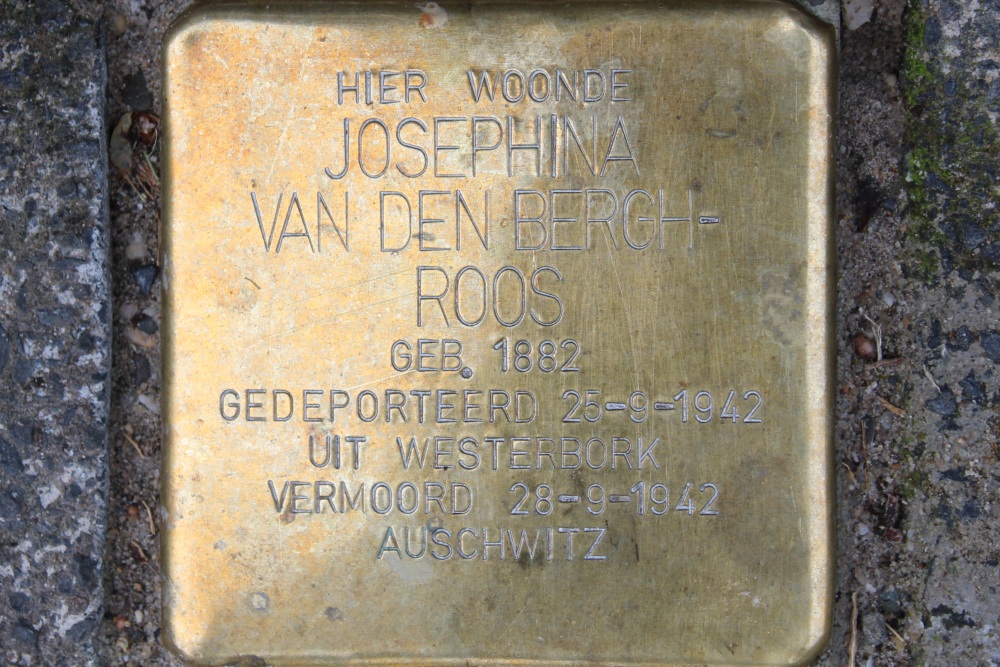 HIER WOONDE
JOSEPHINA
VAN DEN BERGH-
ROOS
GEB. 1882
GEDEPORTEERD 25-9-1942
UIT WESTERBORK
VERMOORD 28-9-1942
AUSCHWITZ